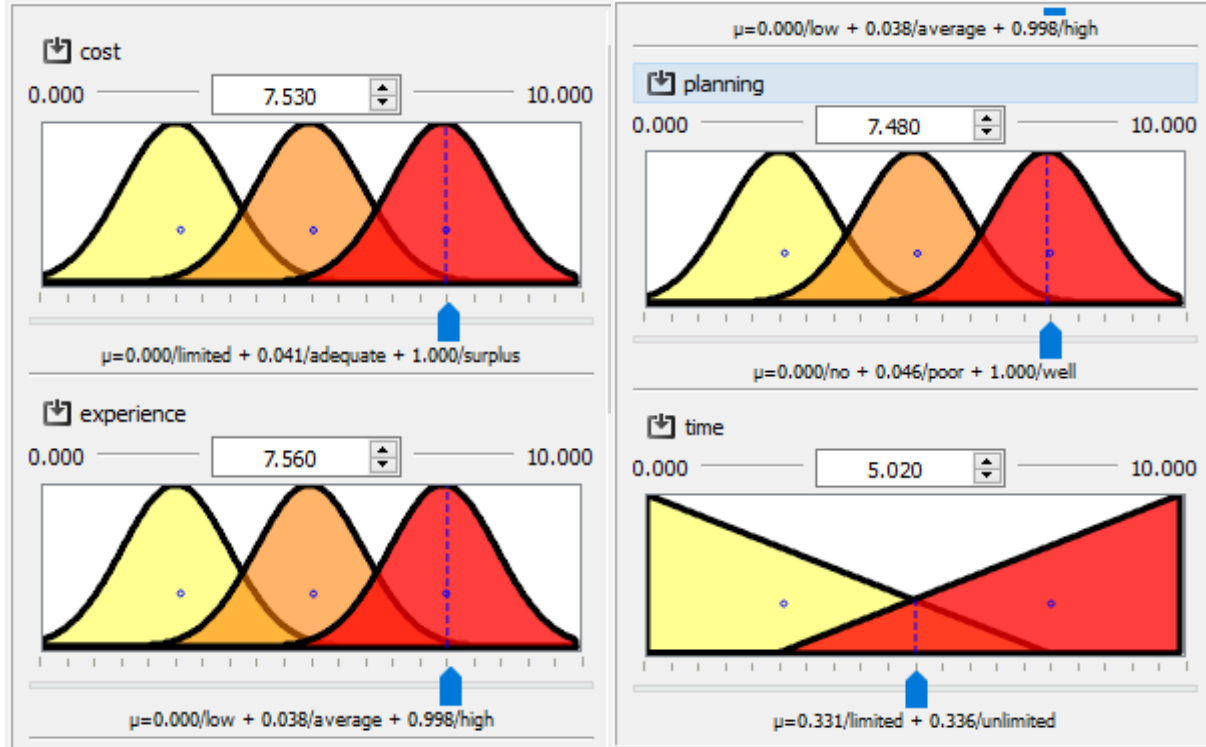 cost
0.000 7.530 10.000
μ=0.000/limited + 0.041/adequate + 1.000/surplus
experience
0.000 7.560 10.000
μ=0.000/low + 0.038/average + 0.998/high
μ=0.000/low + 0.038/average + 0.998/high
planning
0.000 7.480 10.000
μ=0.000/no + 0.046/poor + 1.000/well
time
0.000 5.020 10.000
μ=0.331/limited + 0.336/unlimited